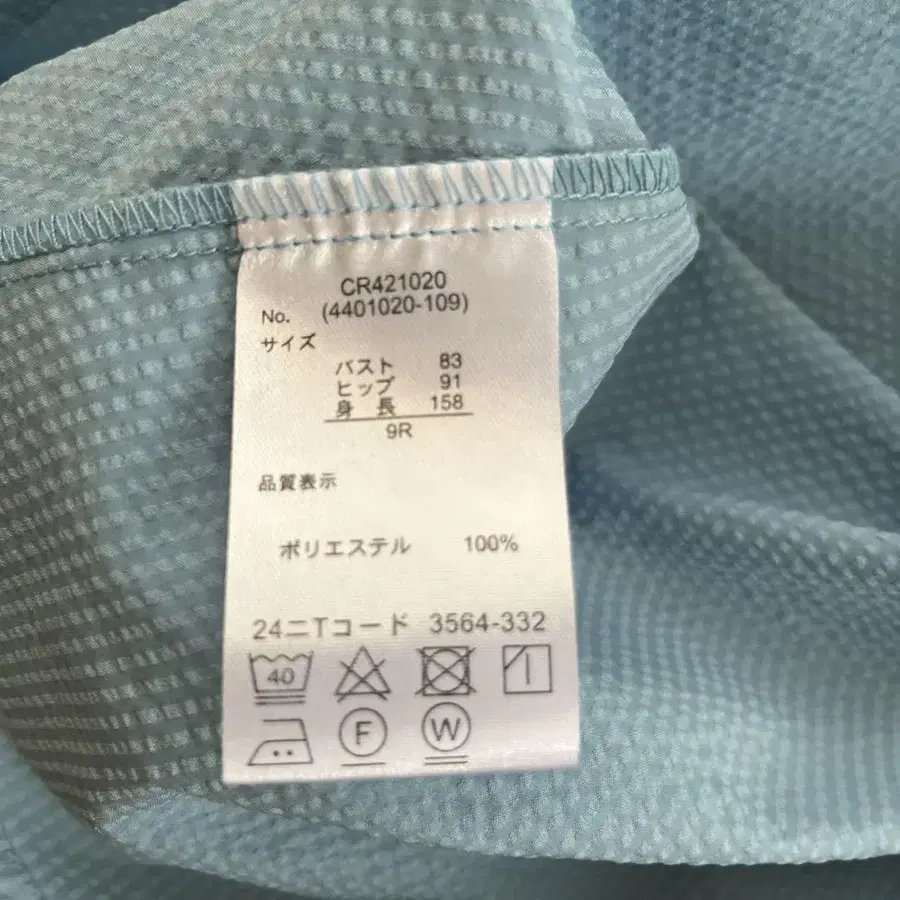 CR421020
No. (4401020-109)
サイズ
バスト 83
ヒップ 91
身 長 158
9R
品質表示
ポリエステル 100%
24ニTコード 3564-332
40
F W